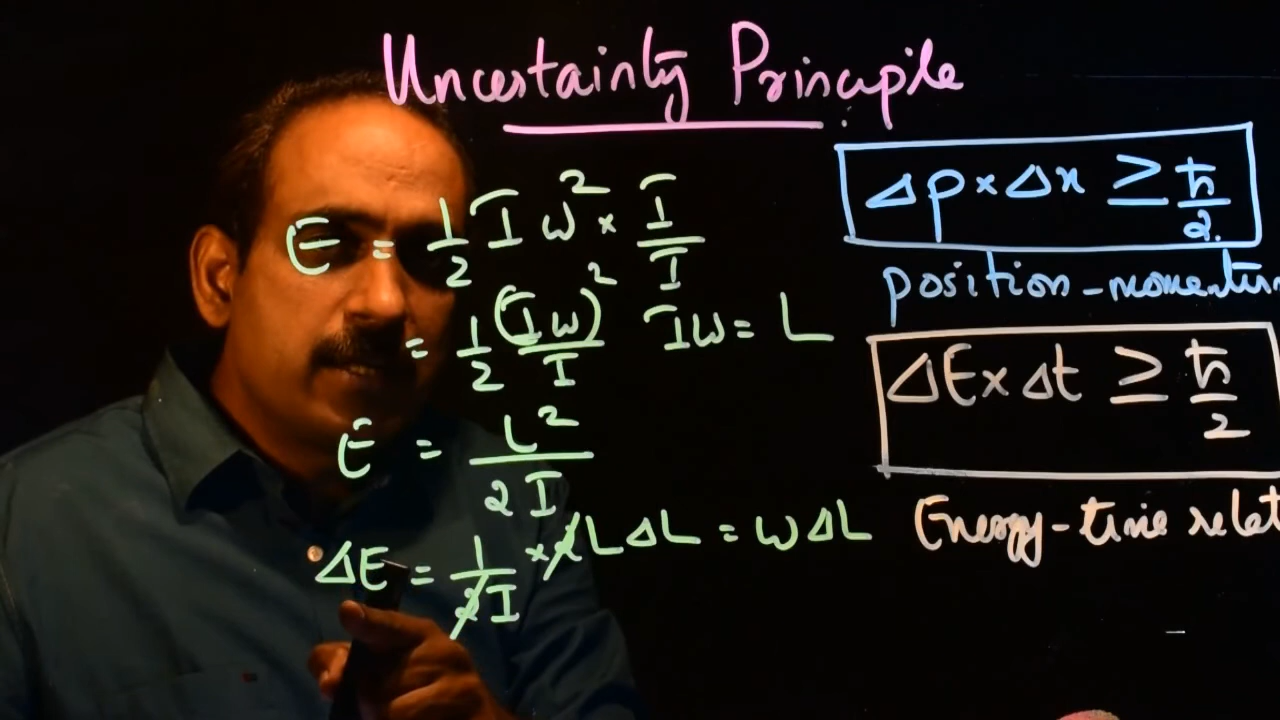 Uncertainty Principle
E = 1/2 I ω² × I/I
= 1/2 (Iω)²/I   Iω = L
E = L²/2I
ΔE = 1/2I × 2LΔL = ωΔL
Δp × Δx ≥ ħ/2.
position-momentum
ΔE × Δt ≥ ħ/2
Energy-time relat